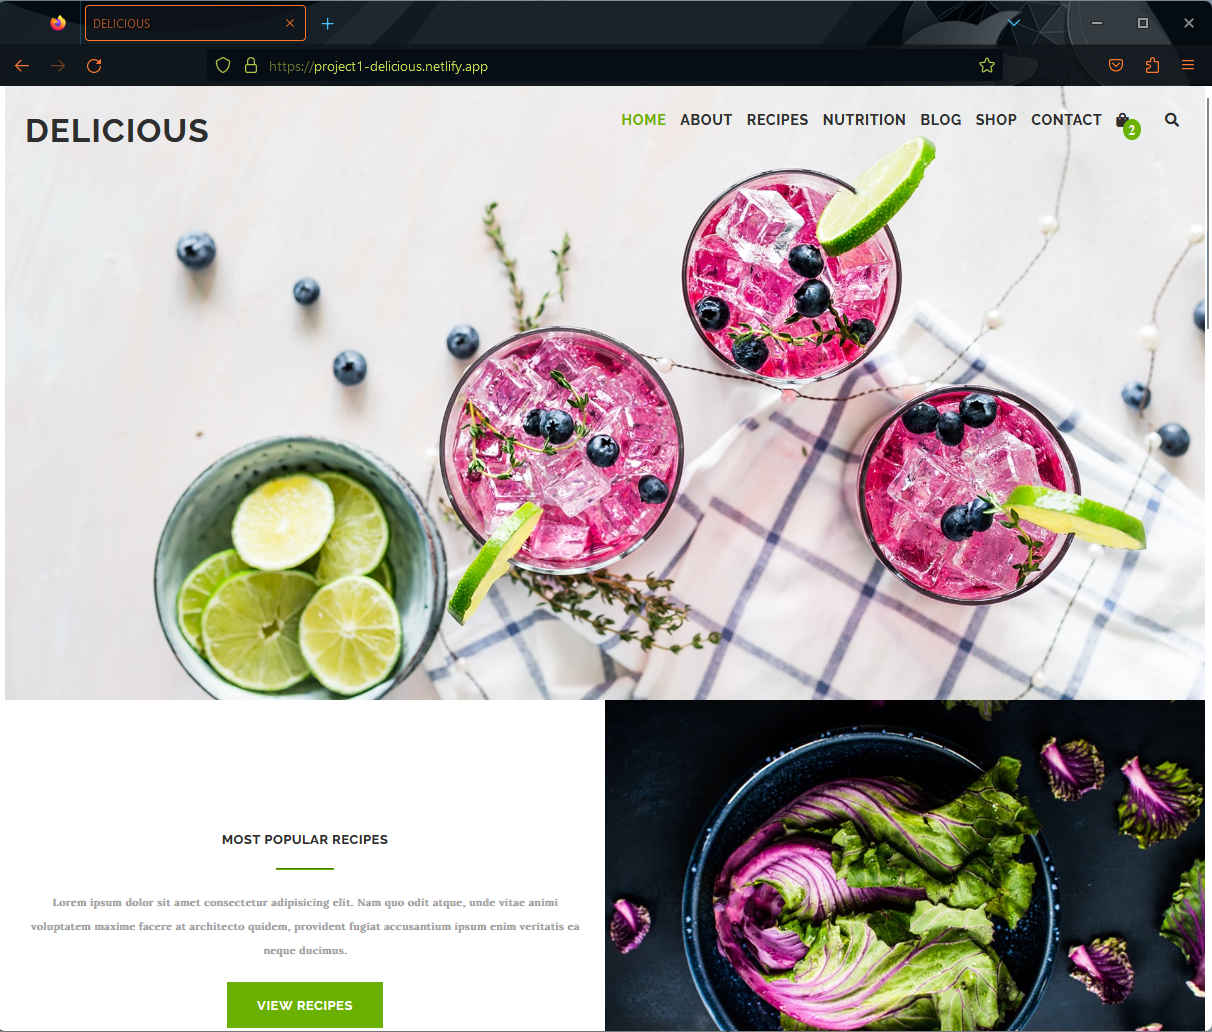 DELICIOUS
https://project1-delicious.netlify.app
DELICIOUS
HOME ABOUT RECIPES NUTRITION BLOG SHOP CONTACT 2
MOST POPULAR RECIPES
Lorem ipsum dolor sit amet consectetur adipisicing elit. Nam quo odit atque, unde vitae animi
voluptatem maxime facere at architecto quidem, provident fugiat accusantium ipsum enim veritatis ea
neque ducimus.
VIEW RECIPES